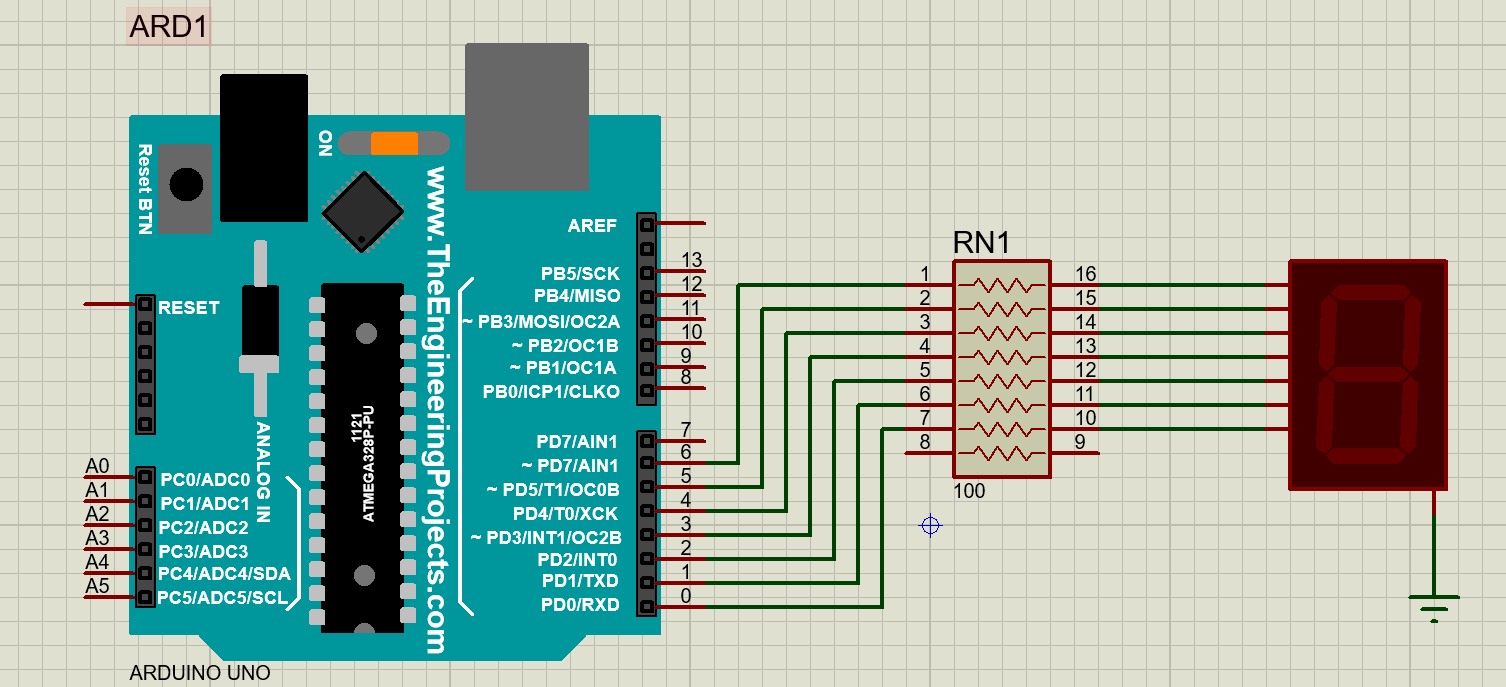 ARD1
Reset BTN
ON
www.TheEngineeringProjects.com
RESET
ANALOG IN
1121
ATMEGA328P-PU
A0 PC0/ADC0
A1 PC1/ADC1
A2 PC2/ADC2
A3 PC3/ADC3
A4 PC4/ADC4/SDA
A5 PC5/ADC5/SCL
AREF
PB5/SCK 13
PB4/MISO 12
~ PB3/MOSI/OC2A 11
~ PB2/OC1B 10
~ PB1/OC1A 9
PB0/ICP1/CLKO 8
PD7/AIN1 7
~ PD7/AIN1 6
~ PD5/T1/OC0B 5
PD4/T0/XCK 4
~ PD3/INT1/OC2B 3
PD2/INT0 2
PD1/TXD 1
PD0/RXD 0
ARDUINO UNO
RN1
1 16
2 15
3 14
4 13
5 12
6 11
7 10
8 9
100